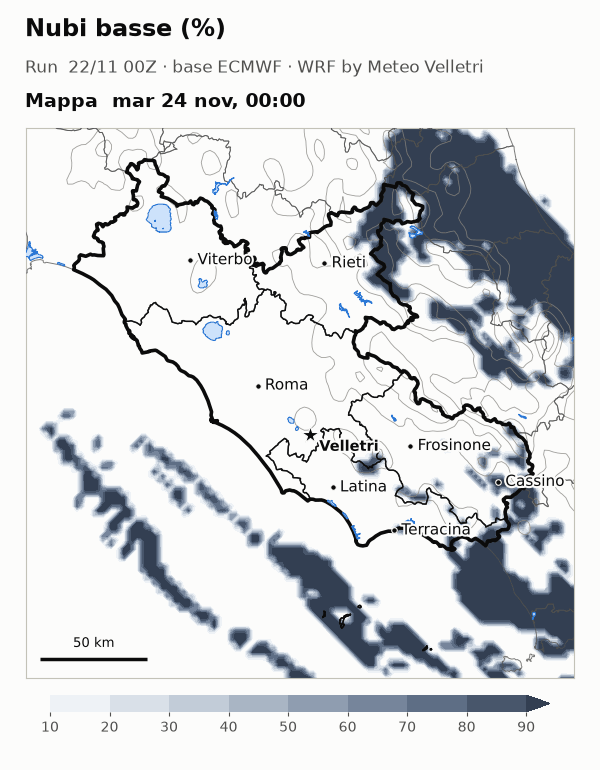 Nubi basse (%)
Run  22/11 00Z · base ECMWF · WRF by Meteo Velletri
Mappa  mar 24 nov, 00:00
Viterbo
Rieti
Roma
Velletri
Frosinone
Cassino
Latina
Terracina
50 km
10 20 30 40 50 60 70 80 90